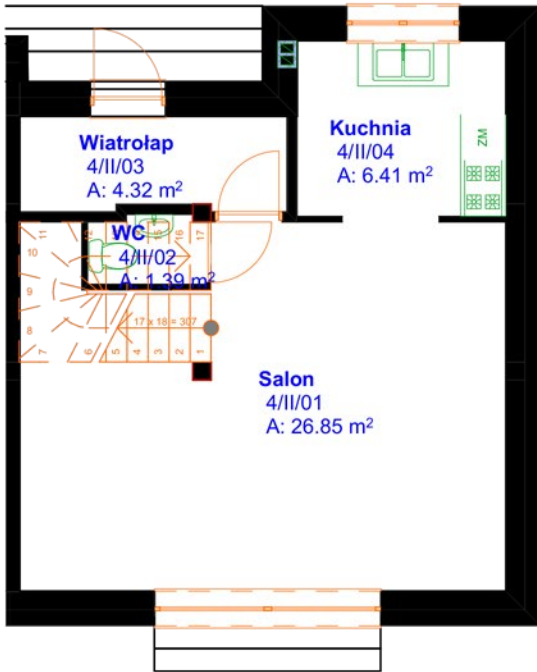 Wiatrołap
4/II/03
A: 4.32 m²
Kuchnia
4/II/04
A: 6.41 m²
ZM
WC
4/II/02
A: 1.39 m²
11
10
9
8
7
6
5
4
3
2
1
15
16
17
17 x 18 = 307
Salon
4/II/01
A: 26.85 m²